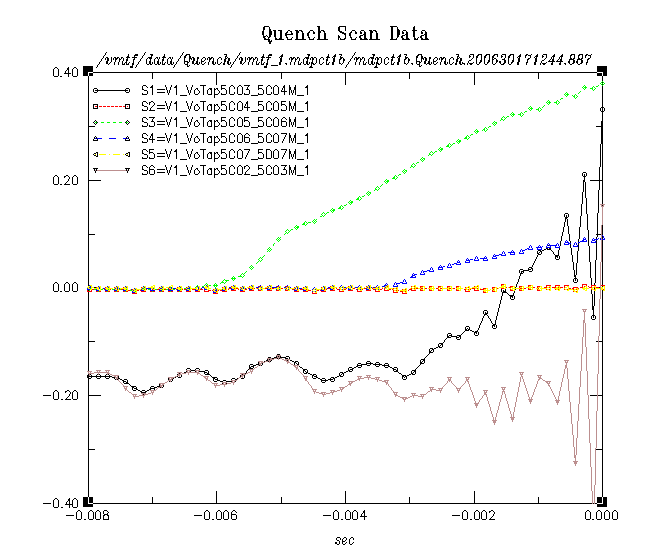 Quench Scan Data
/vmtf/data/Quench/vmtf_1.mdpct1b/mdpct1b.Quench.200630171244.887
0.40
S1=V1_VoTap5C03_5C04M_1
S2=V1_VoTap5C04_5C05M_1
S3=V1_VoTap5C05_5C06M_1
S4=V1_VoTap5C06_5C07M_1
S5=V1_VoTap5C07_5D07M_1
S6=V1_VoTap5C02_5C03M_1
0.20
0.00
-0.20
-0.40
-0.008 -0.006 -0.004 -0.002 0.000
sec